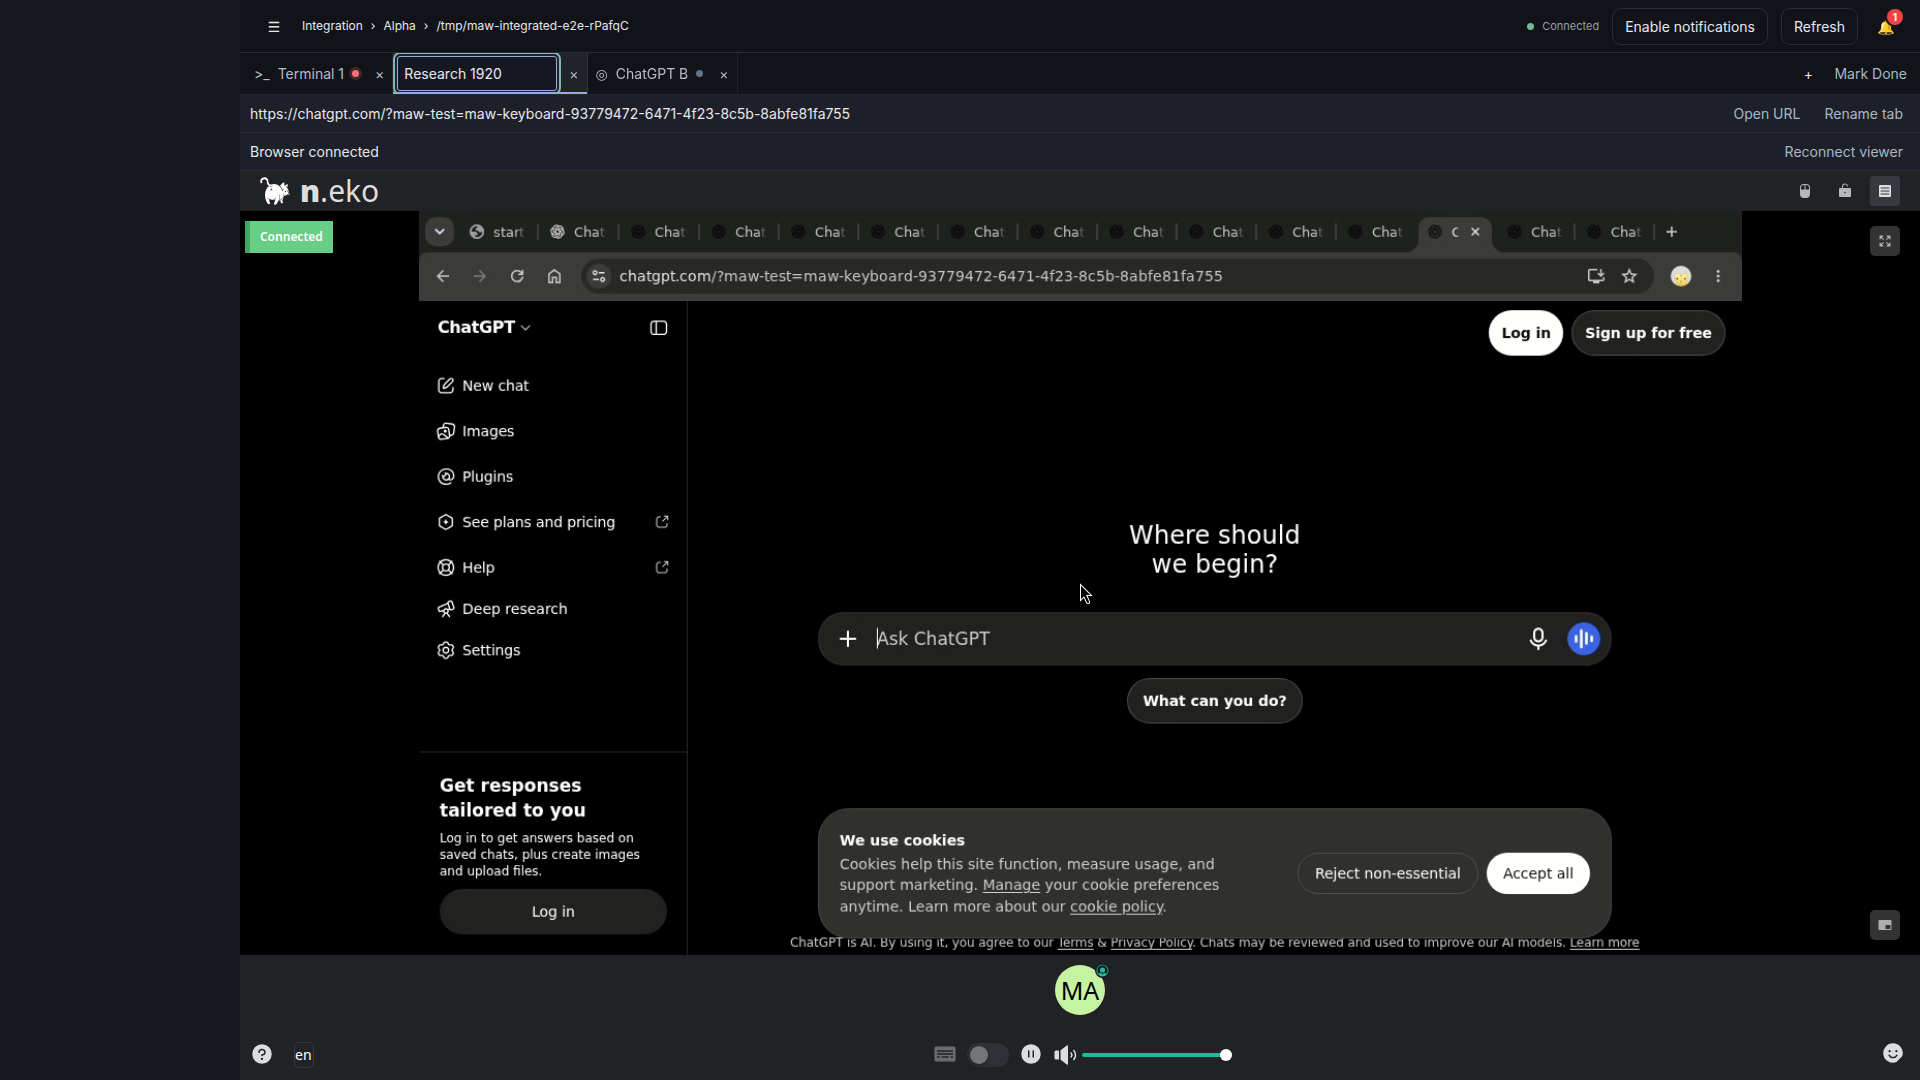 Integration › Alpha › /tmp/maw-integrated-e2e-rPafqC
Connected
Enable notifications
Refresh
1
>_ Terminal 1 ×
Research 1920 ×
ChatGPT B ×
+ Mark Done
https://chatgpt.com/?maw-test=maw-keyboard-93779472-6471-4f23-8c5b-8abfe81fa755
Open URL Rename tab
Browser connected
Reconnect viewer
n.eko
Connected
start Chat Chat Chat Chat Chat Chat Chat Chat Chat Chat Chat C × Chat Chat +
chatgpt.com/?maw-test=maw-keyboard-93779472-6471-4f23-8c5b-8abfe81fa755
ChatGPT
Log in Sign up for free
New chat
Images
Plugins
See plans and pricing
Help
Deep research
Settings
Where should
we begin?
Ask ChatGPT
What can you do?
Get responses
tailored to you
Log in to get answers based on
saved chats, plus create images
and upload files.
Log in
We use cookies
Cookies help this site function, measure usage, and
support marketing. Manage your cookie preferences
anytime. Learn more about our cookie policy.
Reject non-essential Accept all
ChatGPT is AI. By using it, you agree to our Terms & Privacy Policy. Chats may be reviewed and used to improve our AI models. Learn more
MA
? en